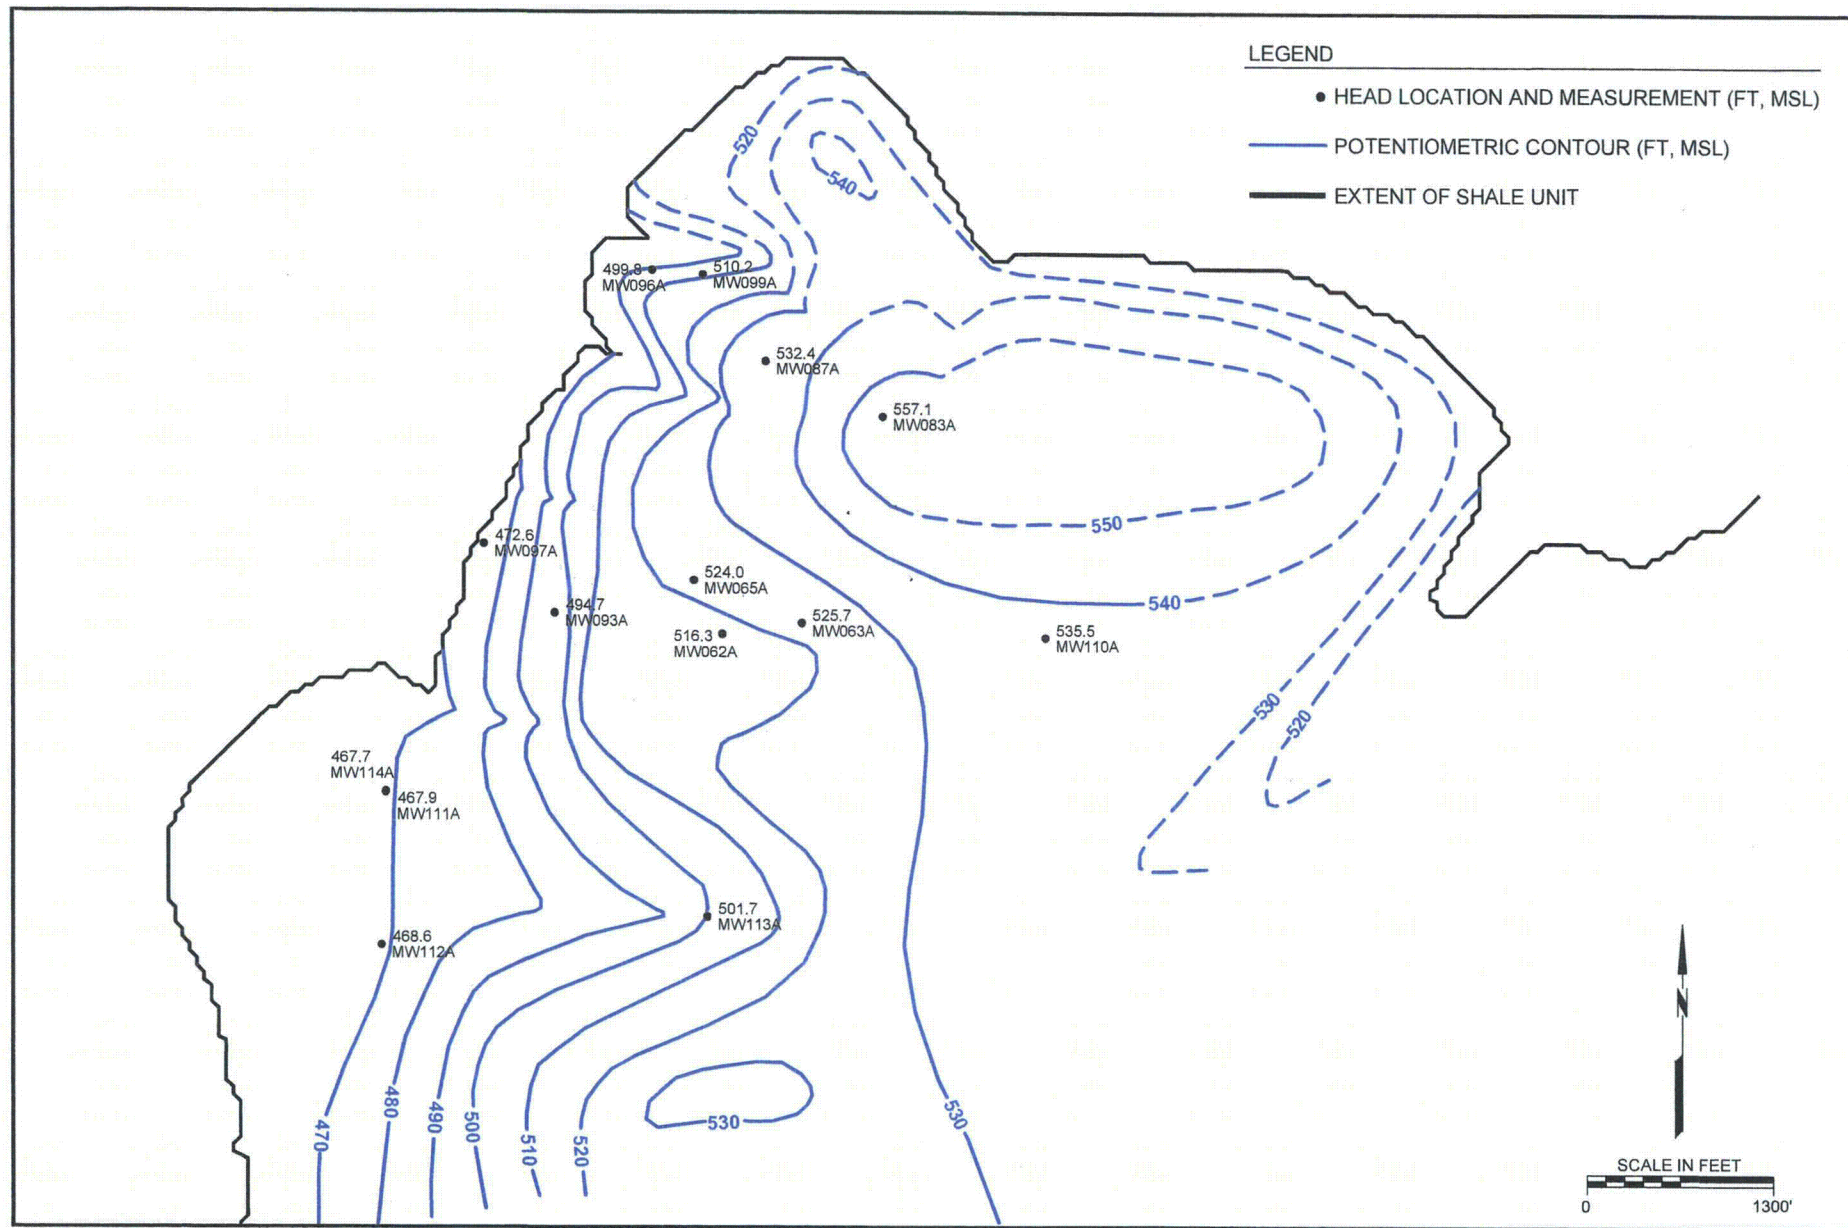 LEGEND
HEAD LOCATION AND MEASUREMENT (FT, MSL)
POTENTIOMETRIC CONTOUR (FT, MSL)
EXTENT OF SHALE UNIT
520
540
499.8
MW096A
510.2
MW099A
532.4
MW087A
557.1
MW083A
550
472.6
MW097A
524.0
MW065A
494.7
MW093A
516.3
MW062A
525.7
MW063A
540
535.5
MW110A
530
520
467.7
MW114A
467.9
MW111A
501.7
MW113A
468.6
MW112A
470
480
490
500
510
520
530
530
N
SCALE IN FEET
0
1300'